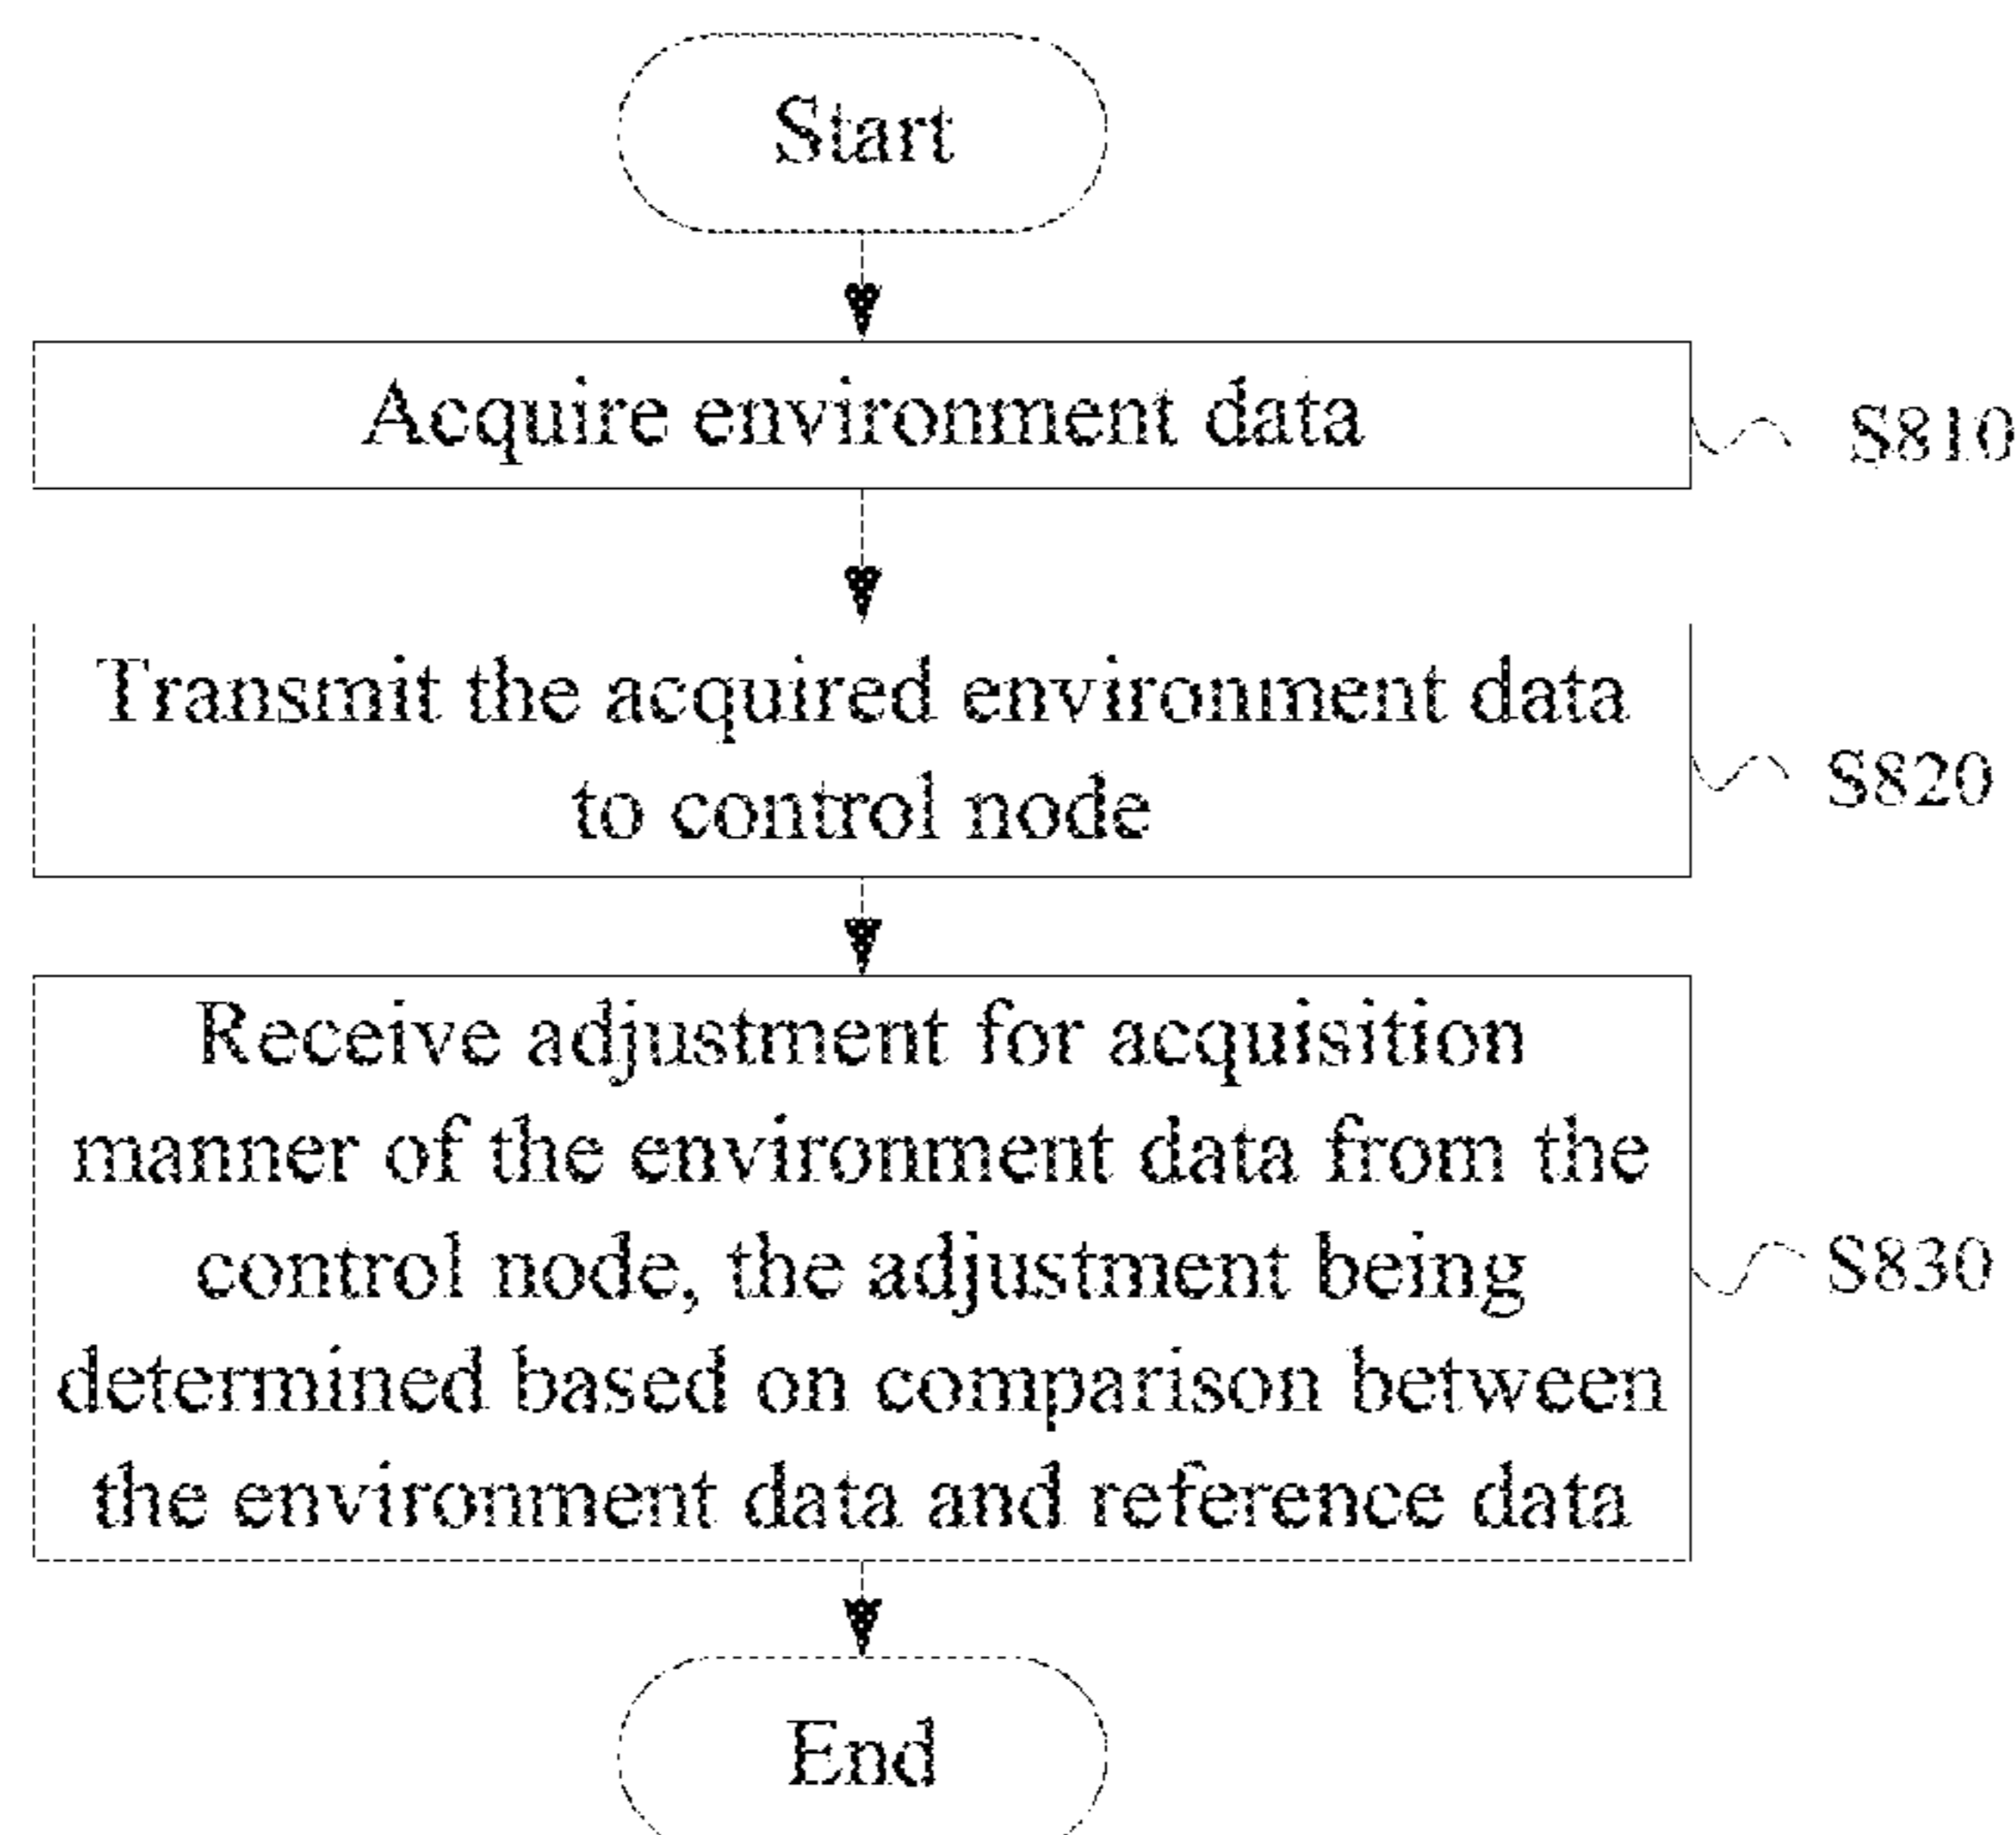 Start
Acquire environment data
S810
Transmit the acquired environment data
to control node
S820
Receive adjustment for acquisition
manner of the environment data from the
control node, the adjustment being
determined based on comparison between
the environment data and reference data
S830
End